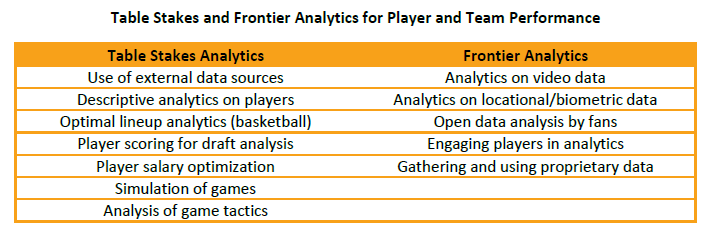 Table Stakes and Frontier Analytics for Player and Team Performance
Table Stakes Analytics Frontier Analytics
Use of external data sources Analytics on video data
Descriptive analytics on players Analytics on locational/biometric data
Optimal lineup analytics (basketball) Open data analysis by fans
Player scoring for draft analysis Engaging players in analytics
Player salary optimization Gathering and using proprietary data
Simulation of games
Analysis of game tactics